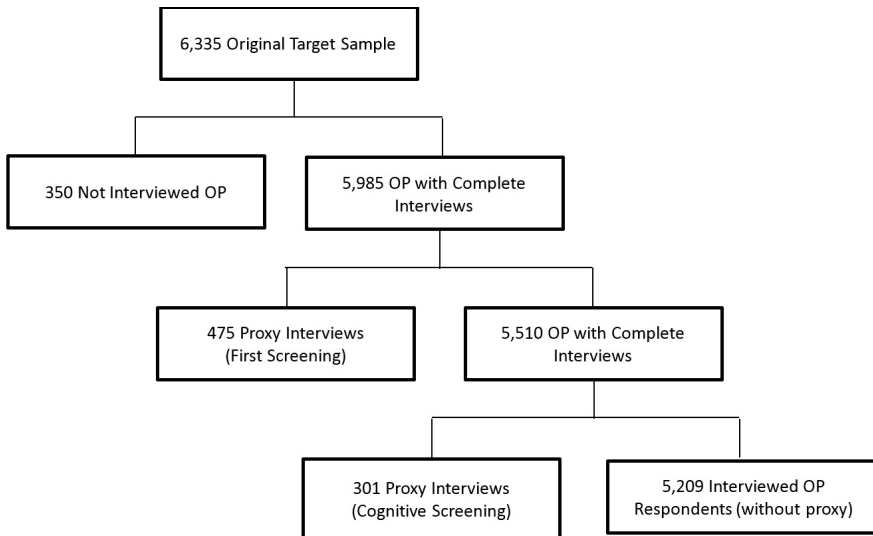 6,335 Original Target Sample
350 Not Interviewed OP
5,985 OP with Complete
Interviews
475 Proxy Interviews
(First Screening)
5,510 OP with Complete
Interviews
301 Proxy Interviews
(Cognitive Screening)
5,209 Interviewed OP
Respondents (without proxy)